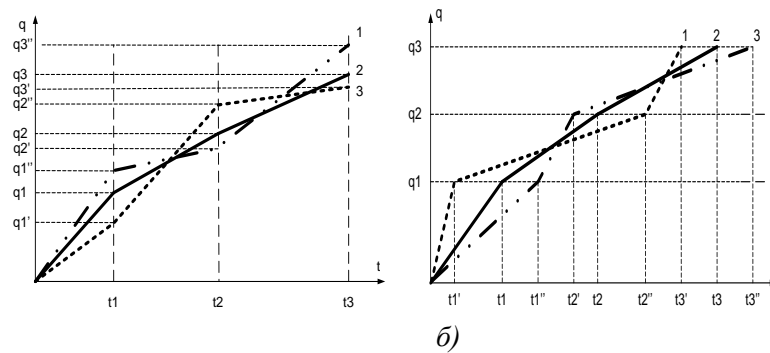 q
q3''
q3
q3'
q2''
q2
q2'
q1''
q1
q1'
1
2
3
t
t1
t2
t3
q
q3
q2
q1
1
2
3
t1'
t1
t1''
t2'
t2
t2''
t3'
t3
t3''
б)